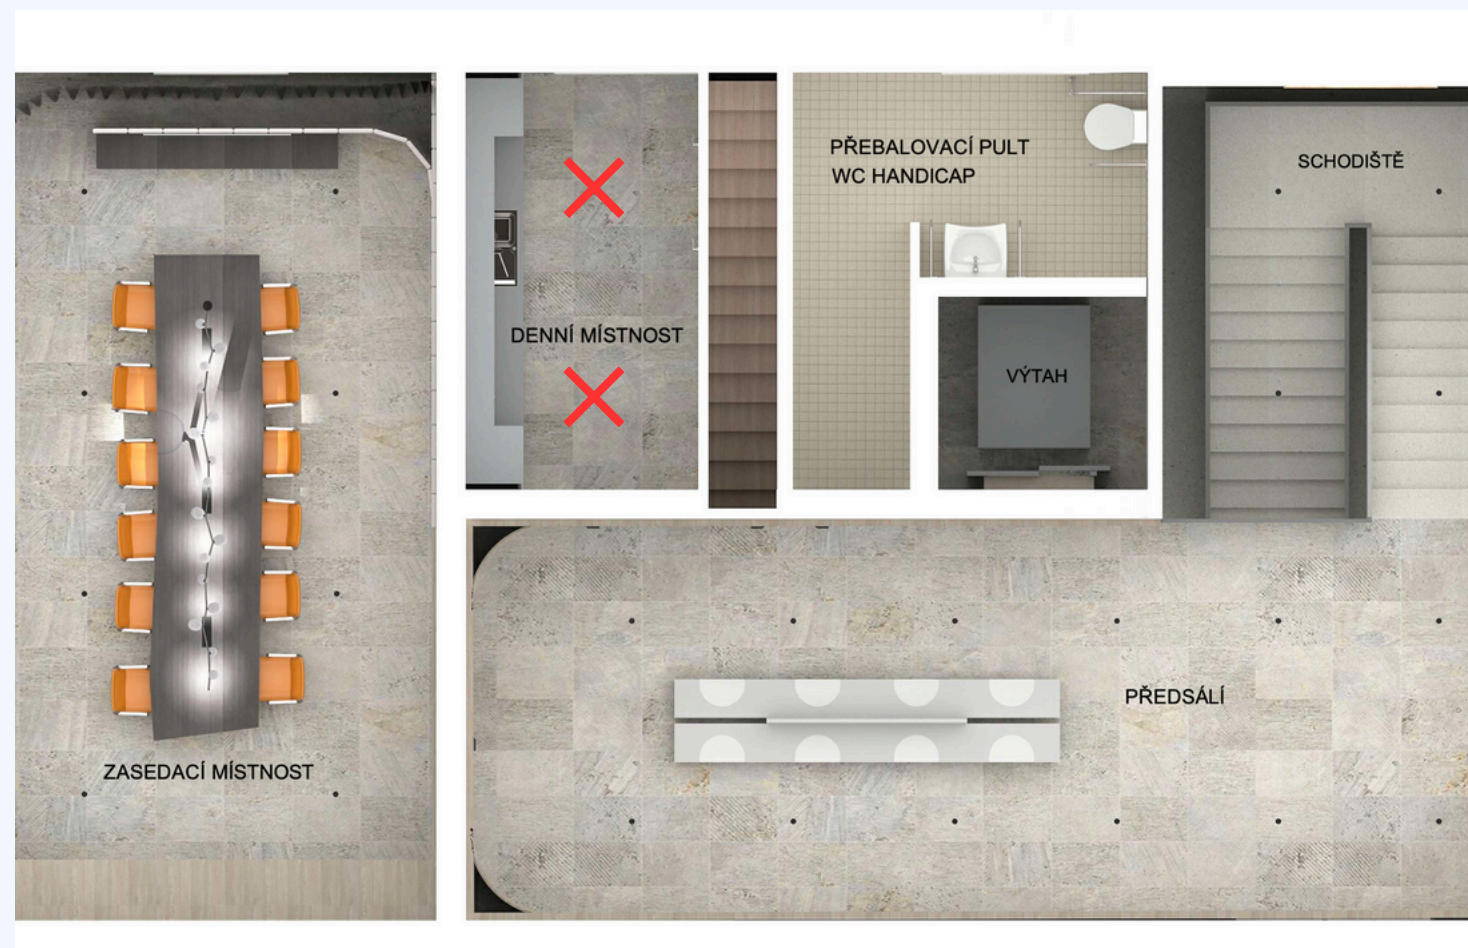 PŘEBALOVACÍ PULT
WC HANDICAP
SCHODIŠTĚ
DENNÍ MÍSTNOST
VÝTAH
PŘEDSÁLÍ
ZASEDACÍ MÍSTNOST